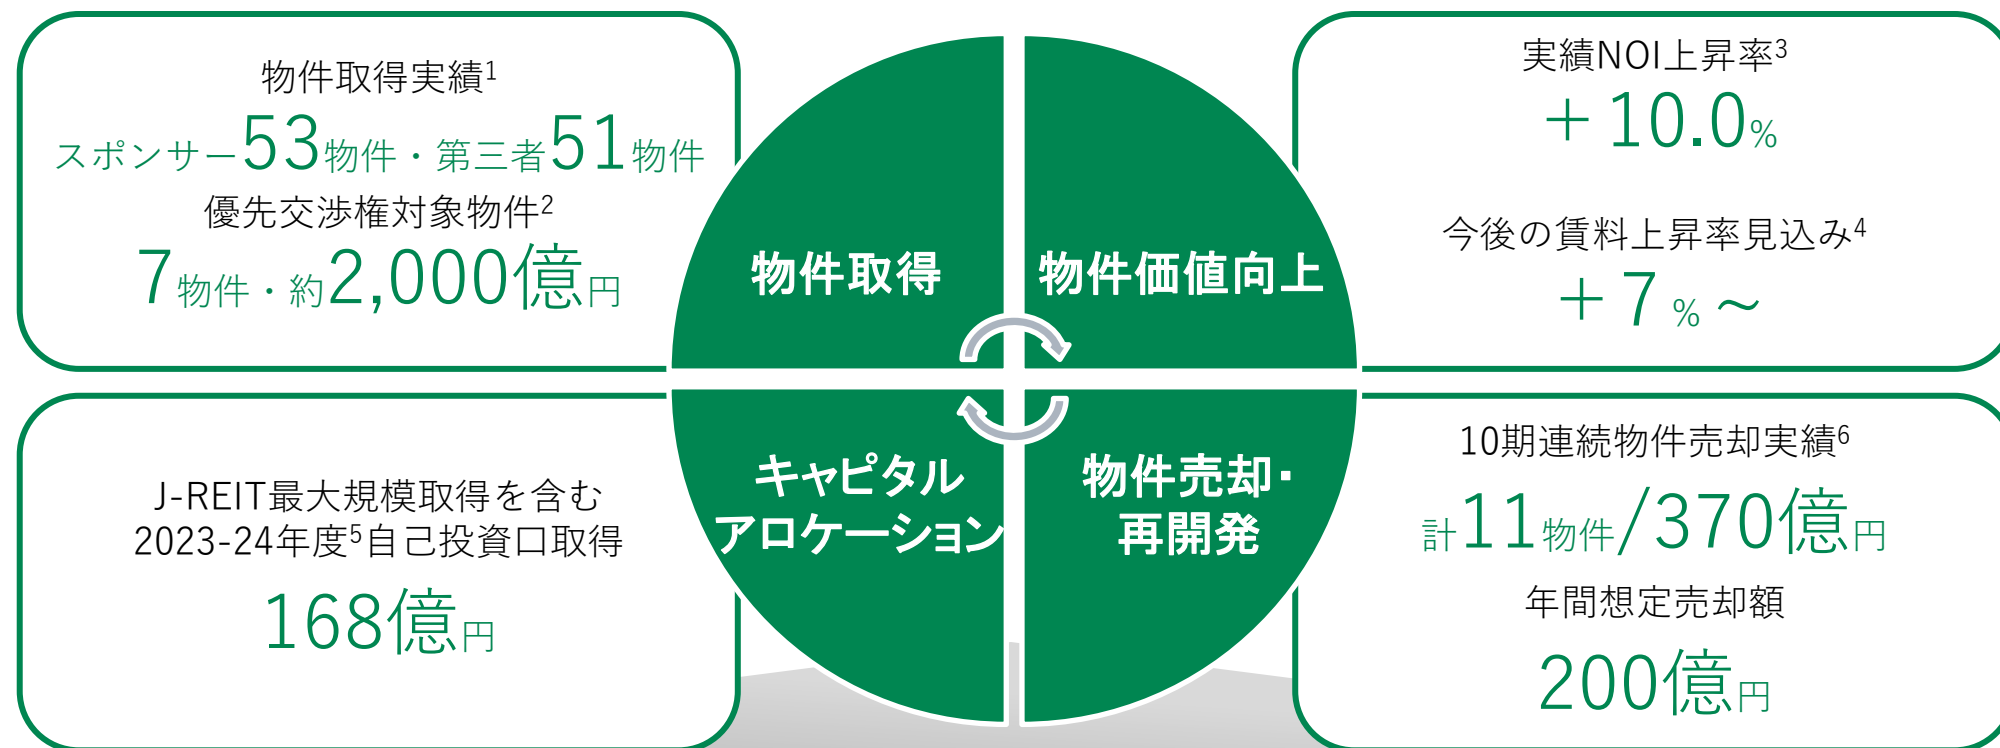 物件取得実績1
スポンサー53物件・第三者51物件
優先交渉権対象物件2
7物件・約2,000億円
物件取得
物件価値向上
実績NOI上昇率3
＋10.0%
今後の賃料上昇率見込み4
＋7%～
J-REIT最大規模取得を含む
2023-24年度5自己投資口取得
168億円
キャピタル
アロケーション
物件売却・
再開発
10期連続物件売却実績6
計11物件/370億円
年間想定売却額
200億円